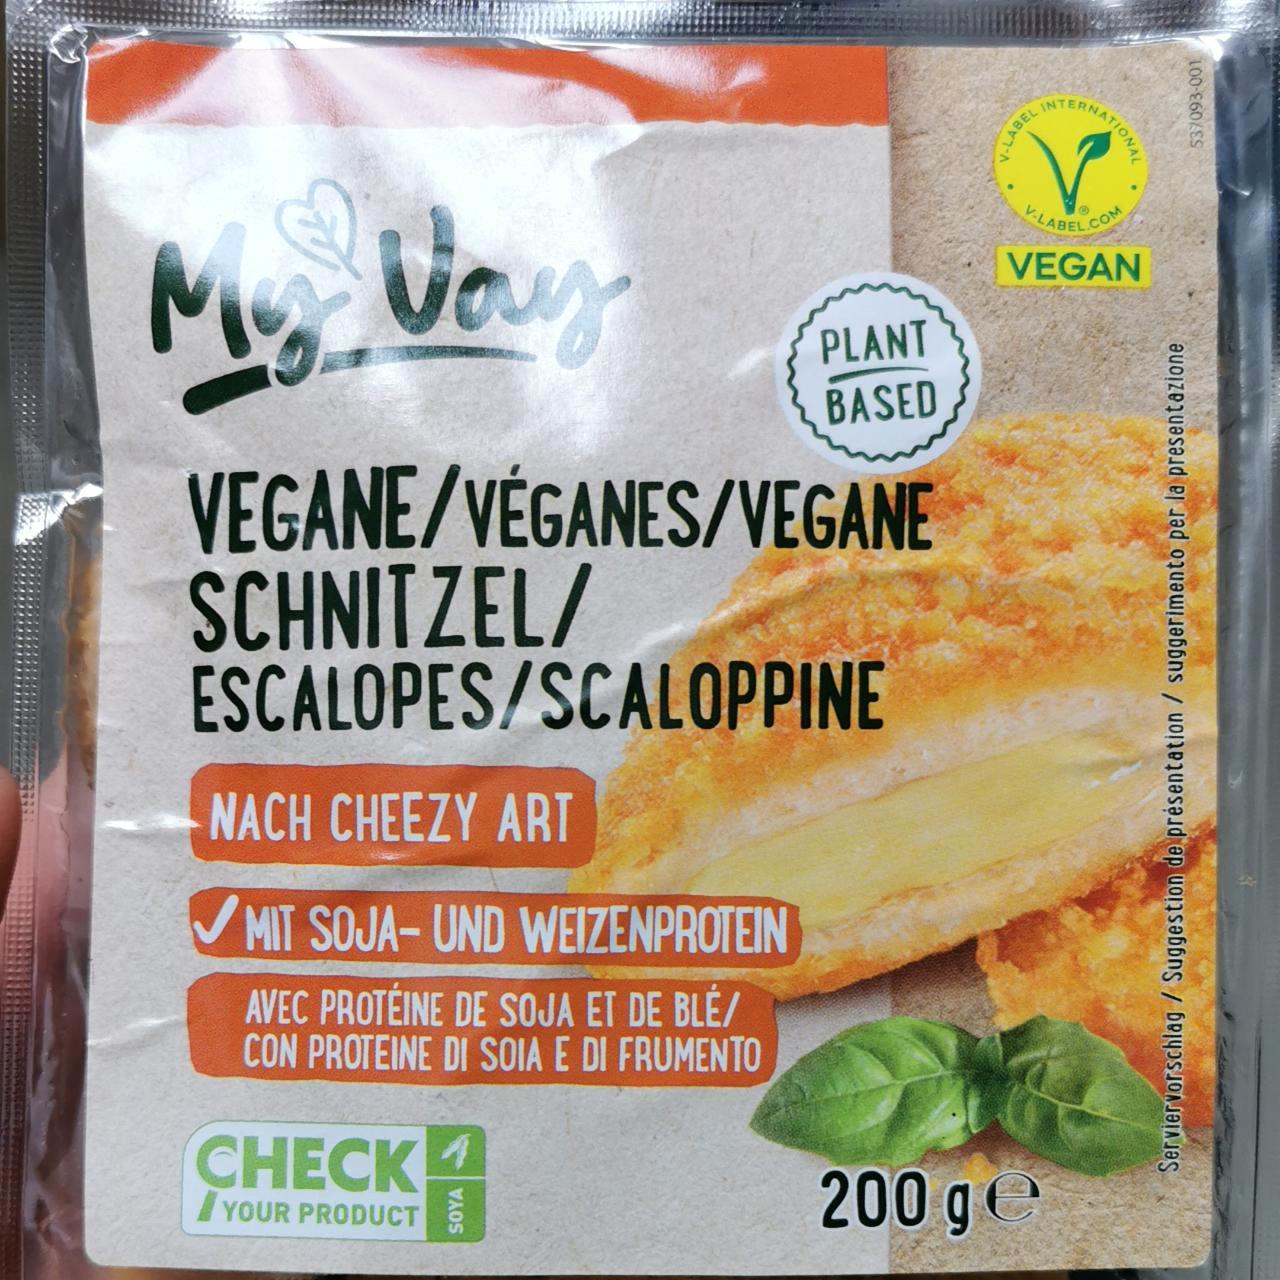 My Vay
V-LABEL INTERNATIONAL
V-LABEL.COM
®
VEGAN
537093-001
PLANT
BASED
VEGANE/VÉGANES/VEGANE
SCHNITZEL/
ESCALOPES/SCALOPPINE
NACH CHEEZY ART
MIT SOJA- UND WEIZENPROTEIN
AVEC PROTÉINE DE SOJA ET DE BLÉ/
CON PROTEINE DI SOIA E DI FRUMENTO
CHECK
YOUR PRODUCT
SOYA
200 g ℮
Serviervorschlag / Suggestion de présentation / suggerimento per la presentazione